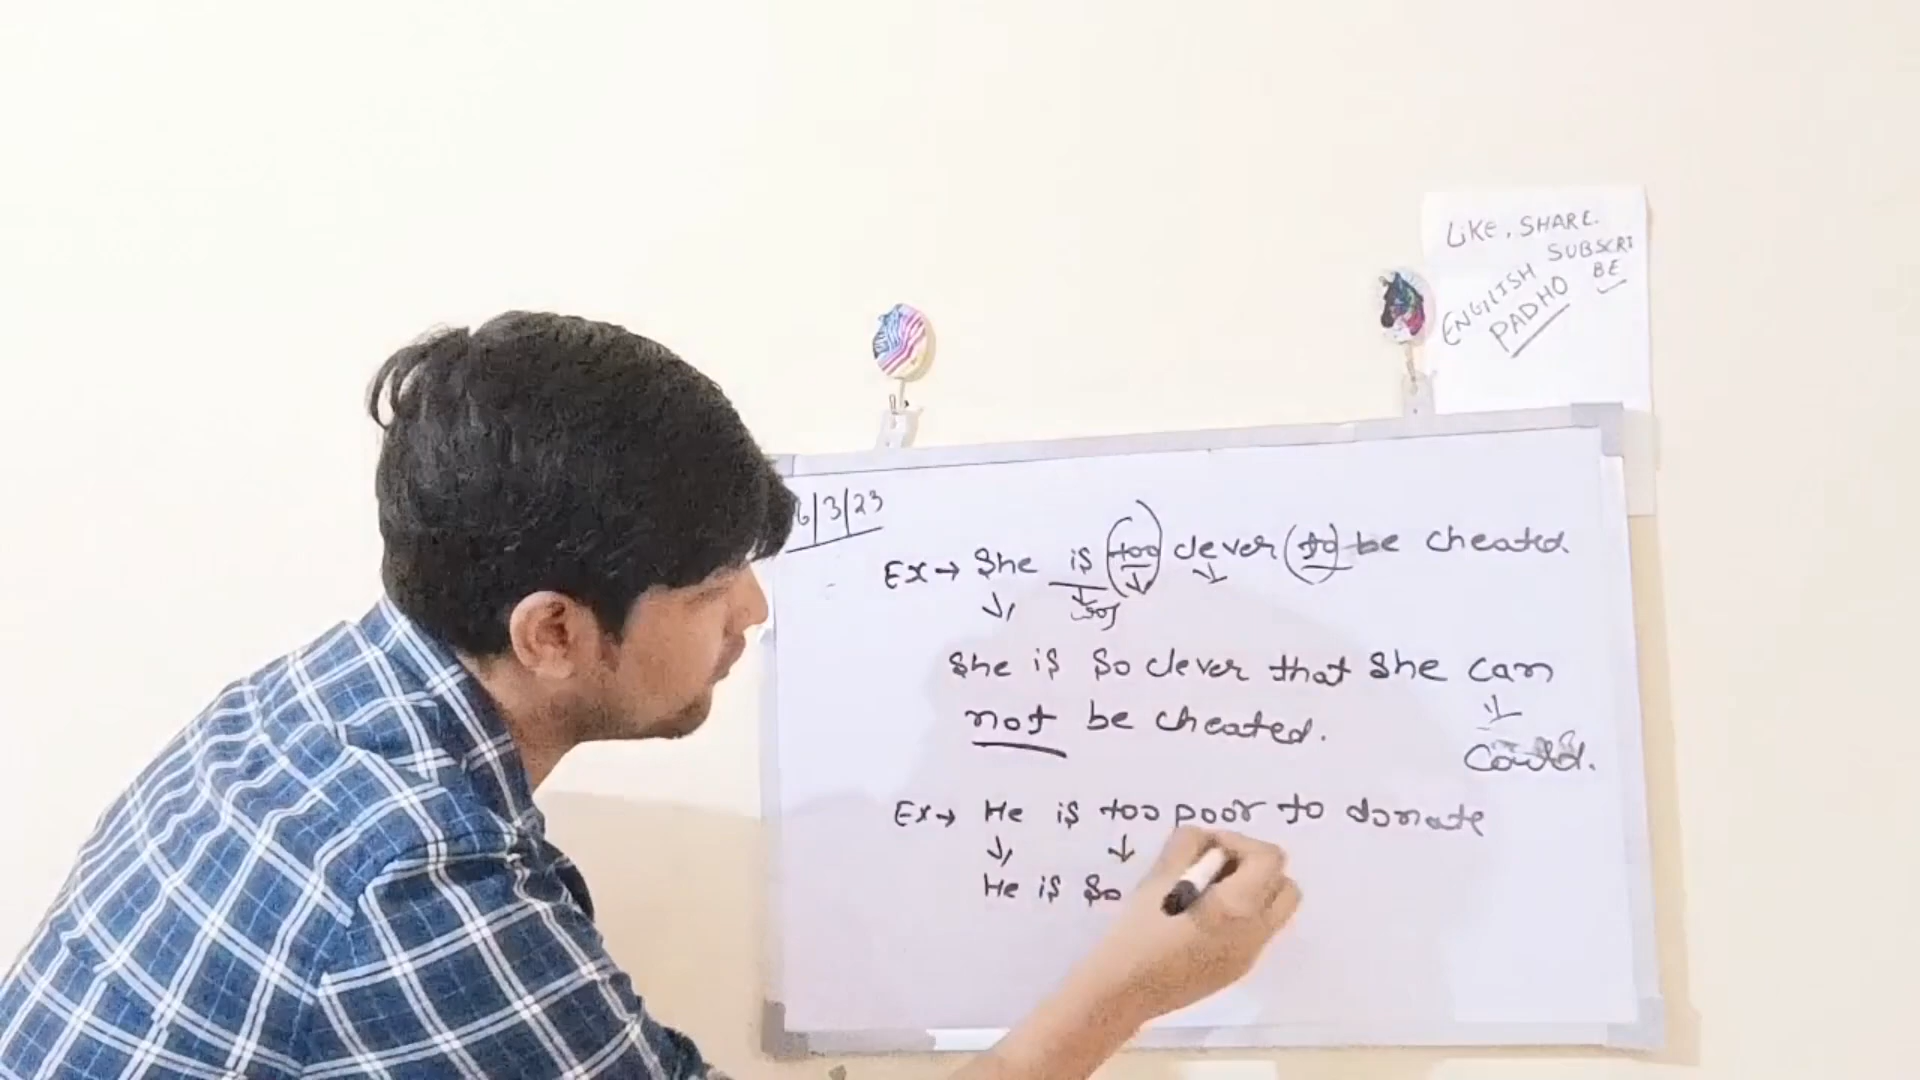 LIKE, SHARE.
SUBSCRI
BE
ENGLISH
PADHO
6/3/23
Ex→ She is too clever to be cheated.
She is so clever that she can
not be cheated.
Could.
Ex→ He is too poor to donate
He is so